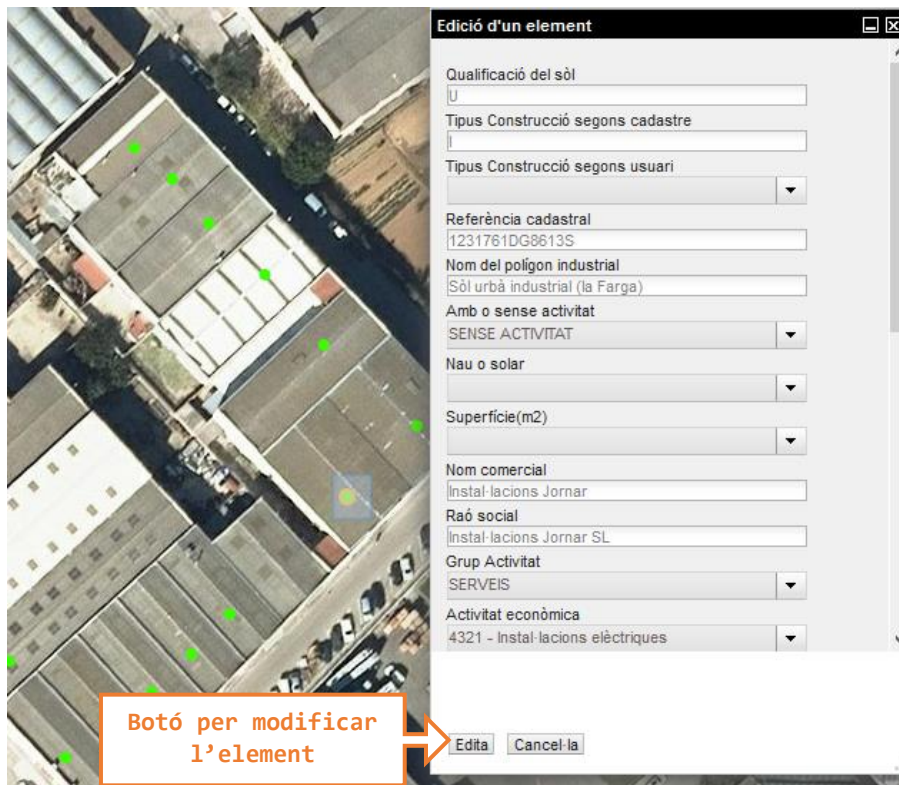 Edició d'un element
Qualificació del sòl
U
Tipus Construcció segons cadastre
I
Tipus Construcció segons usuari
Referència cadastral
1231761DG8613S
Nom del polígon industrial
Sòl urbà industrial (la Farga)
Amb o sense activitat
SENSE ACTIVITAT
Nau o solar
Superfície(m2)
Nom comercial
Instal·lacions Jornar
Raó social
Instal·lacions Jornar SL
Grup Activitat
SERVEIS
Activitat econòmica
4321 - Instal·lacions elèctriques
Botó per modificar
l’element
Edita
Cancel·la